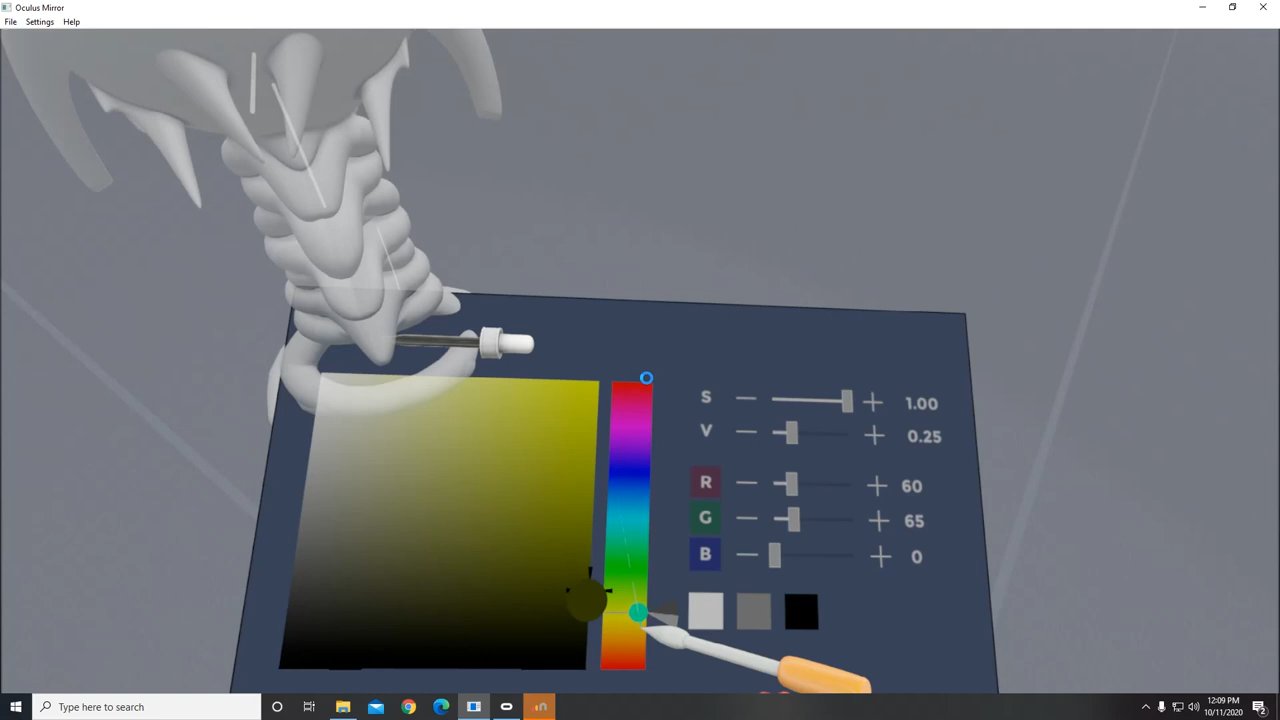 Oculus Mirror
File Settings Help
S 1.00
V 0.25
R 60
G 65
B 0
Type here to search
12:09 PM
10/11/2020
2